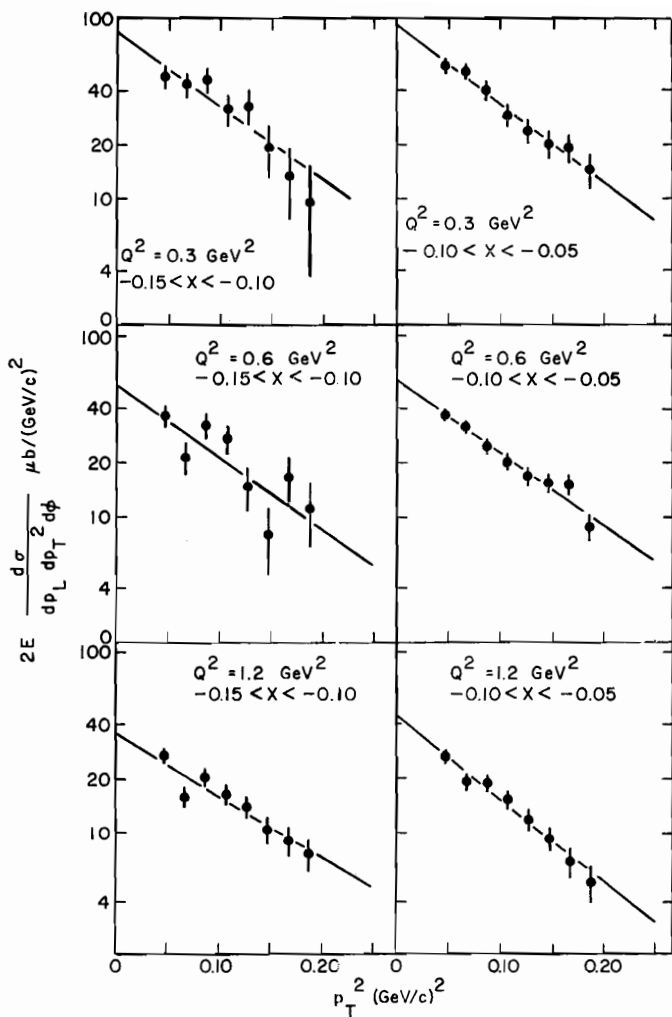 100
40
20
10
4
0
Q² = 0.3 GeV²
-0.15 < X < -0.10
Q² = 0.3 GeV²
-0.10 < X < -0.05
100
40
20
10
4
0
Q² = 0.6 GeV²
-0.15 < X < -0.10
Q² = 0.6 GeV²
-0.10 < X < -0.05
100
40
20
10
4
Q² = 1.2 GeV²
-0.15 < X < -0.10
Q² = 1.2 GeV²
-0.10 < X < -0.05
0 0.10 0.20 0 0.10 0.20
p_T² (GeV/c)²
2E dσ / dp_L dp_T² dφ μb/(GeV/c)²